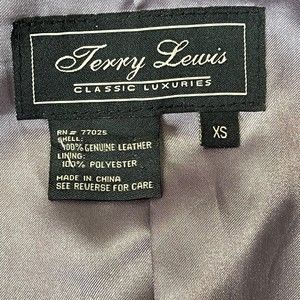 Terry Lewis
CLASSIC LUXURIES
XS
RN# 77025
SHELL:
100% GENUINE LEATHER
LINING:
100% POLYESTER
MADE IN CHINA
SEE REVERSE FOR CARE